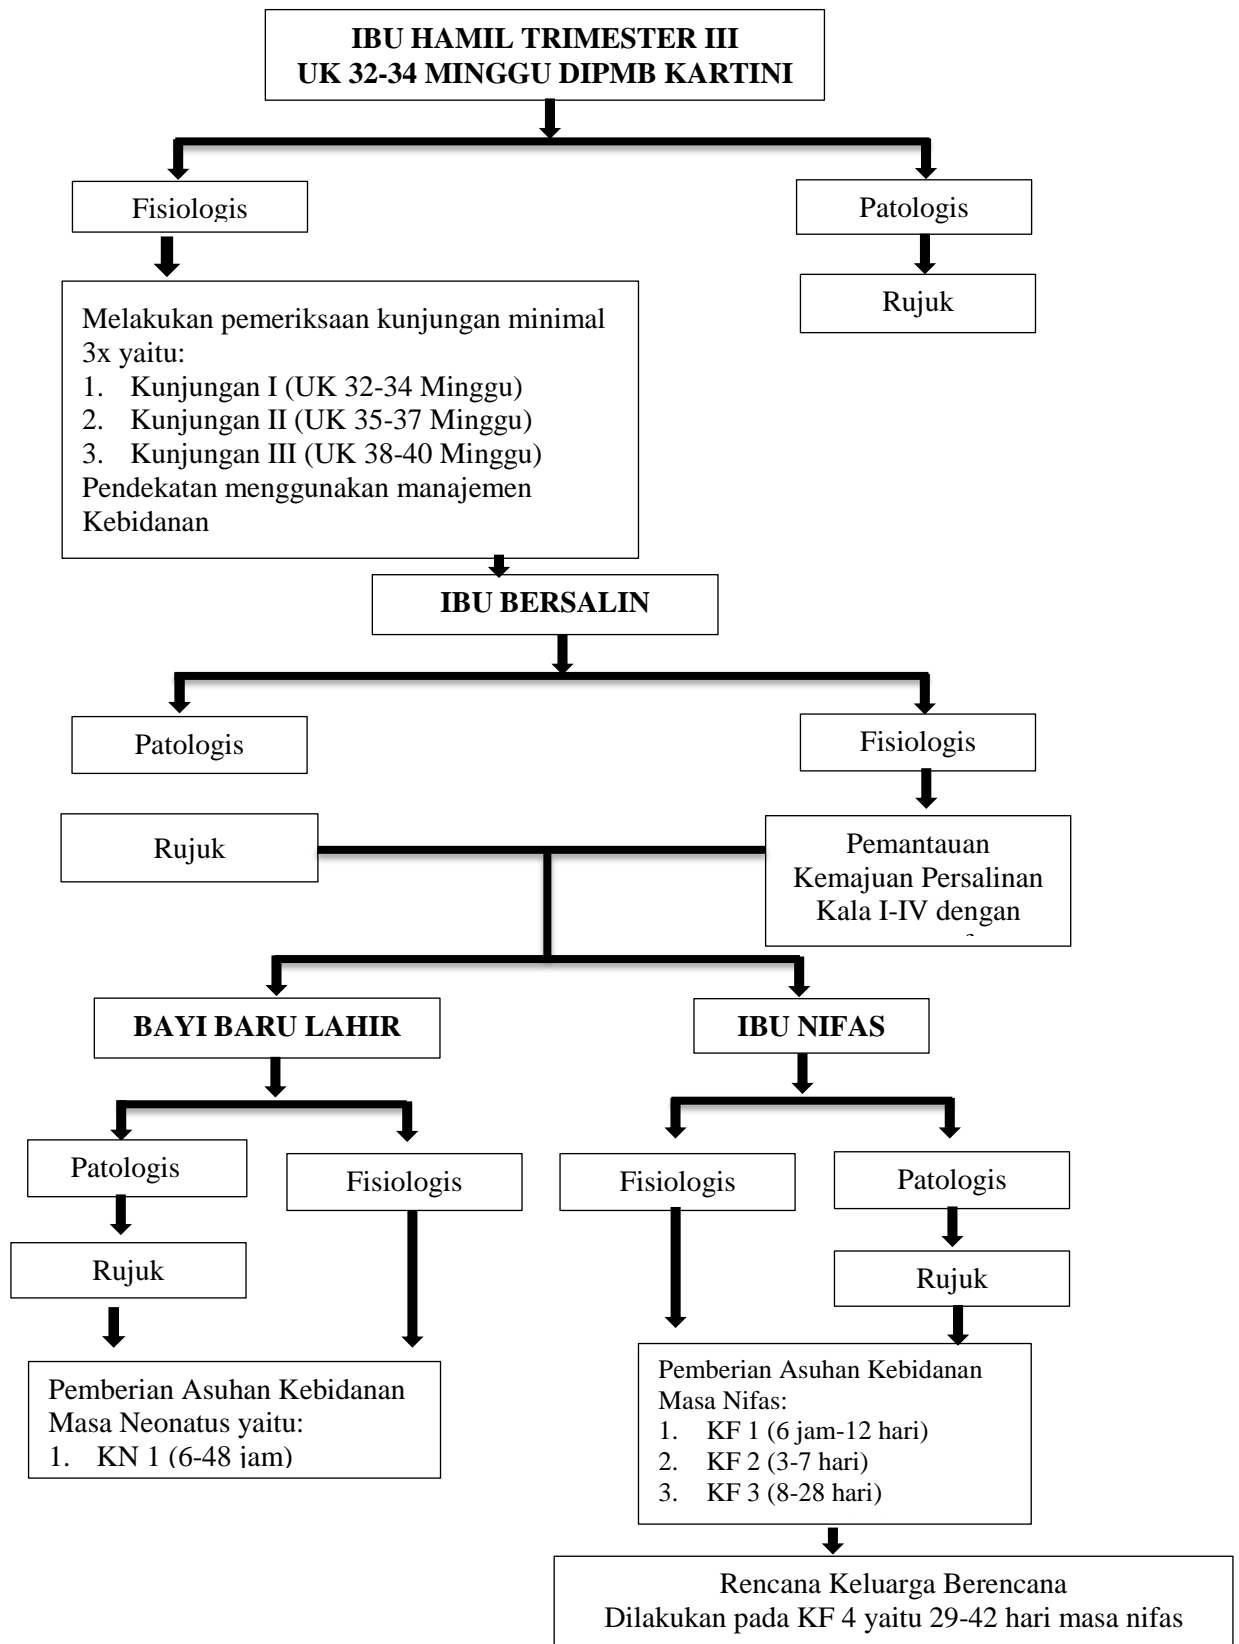 IBU HAMIL TRIMESTER III
UK 32-34 MINGGU DIPMB KARTINI
Fisiologis
Patologis
Rujuk
Melakukan pemeriksaan kunjungan minimal
3x yaitu:
1. Kunjungan I (UK 32-34 Minggu)
2. Kunjungan II (UK 35-37 Minggu)
3. Kunjungan III (UK 38-40 Minggu)
Pendekatan menggunakan manajemen
Kebidanan
IBU BERSALIN
Patologis
Fisiologis
Rujuk
Pemantauan
Kemajuan Persalinan
Kala I-IV dengan
BAYI BARU LAHIR
IBU NIFAS
Patologis
Fisiologis
Fisiologis
Patologis
Rujuk
Rujuk
Pemberian Asuhan Kebidanan
Masa Neonatus yaitu:
1. KN 1 (6-48 jam)
Pemberian Asuhan Kebidanan
Masa Nifas:
1. KF 1 (6 jam-12 hari)
2. KF 2 (3-7 hari)
3. KF 3 (8-28 hari)
Rencana Keluarga Berencana
Dilakukan pada KF 4 yaitu 29-42 hari masa nifas